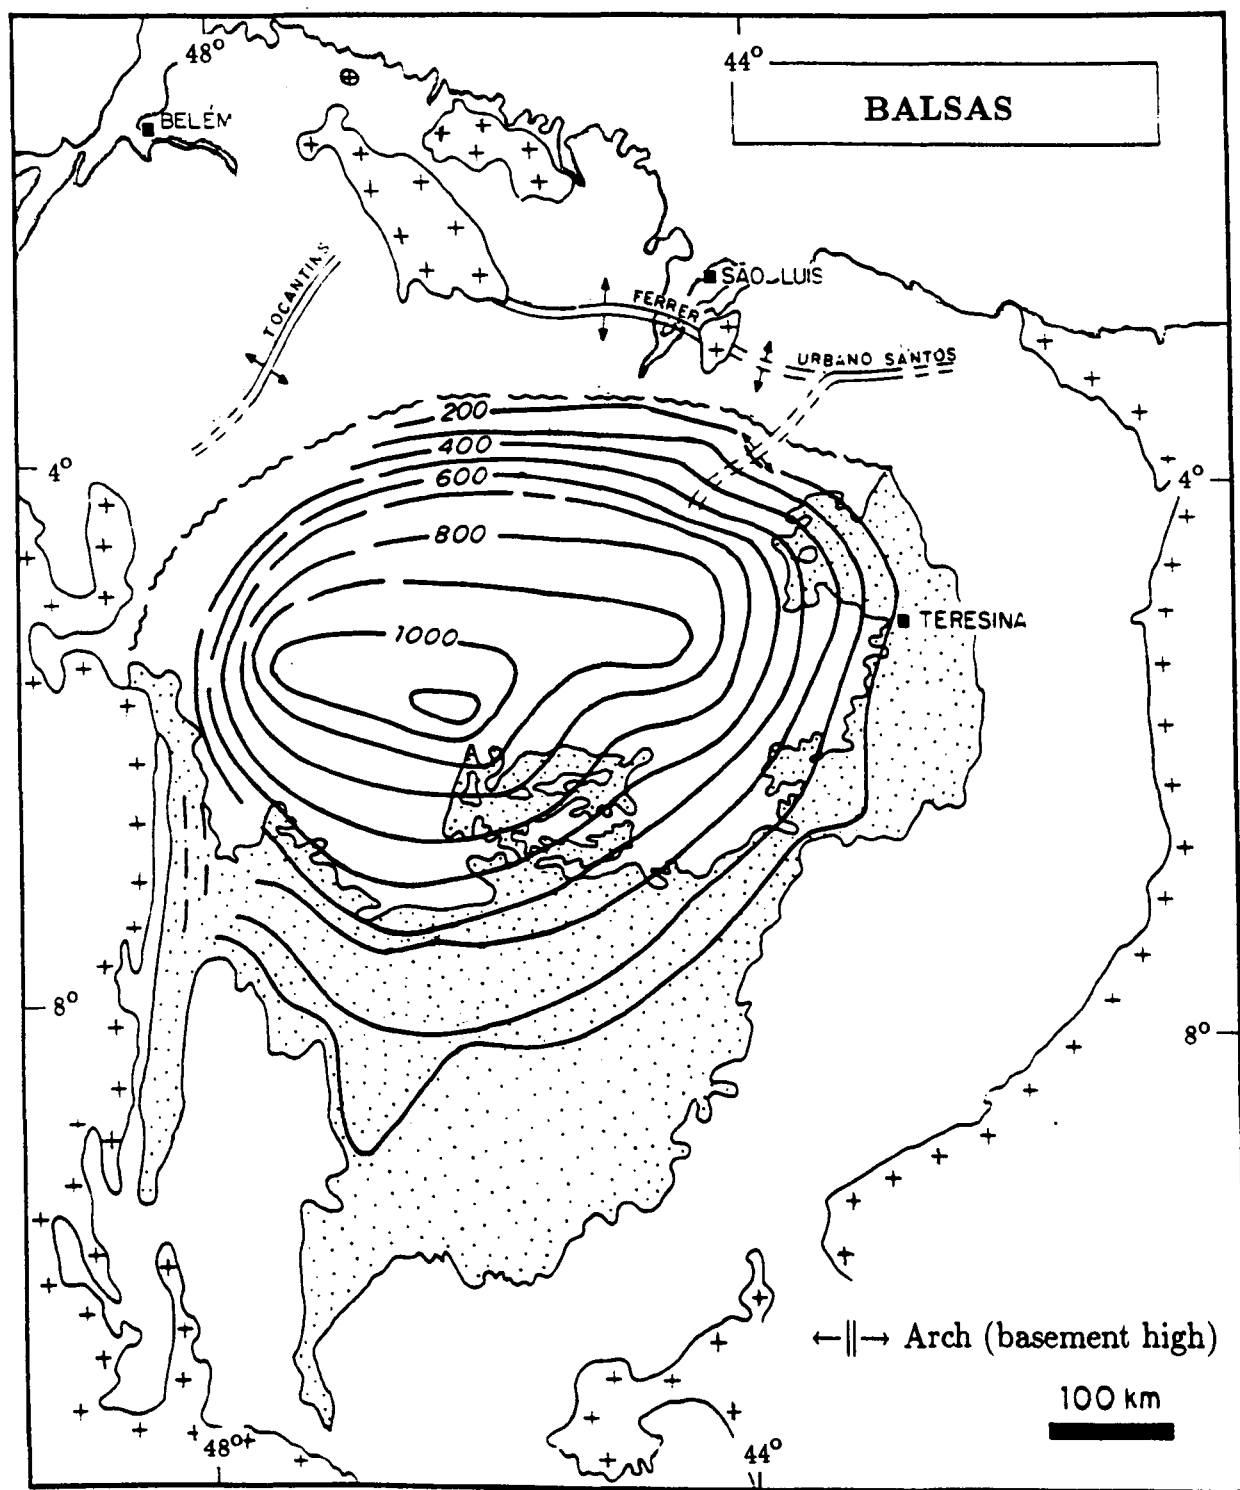 48°
44°
BALSAS
BELÉM
TOCANTINS
SÃO LUIS
FERRER
URBANO SANTOS
200
400
4°
600
4°
800
TERESINA
1000
A
8°
8°
←||→ Arch (basement high)
100 km
48°
44°